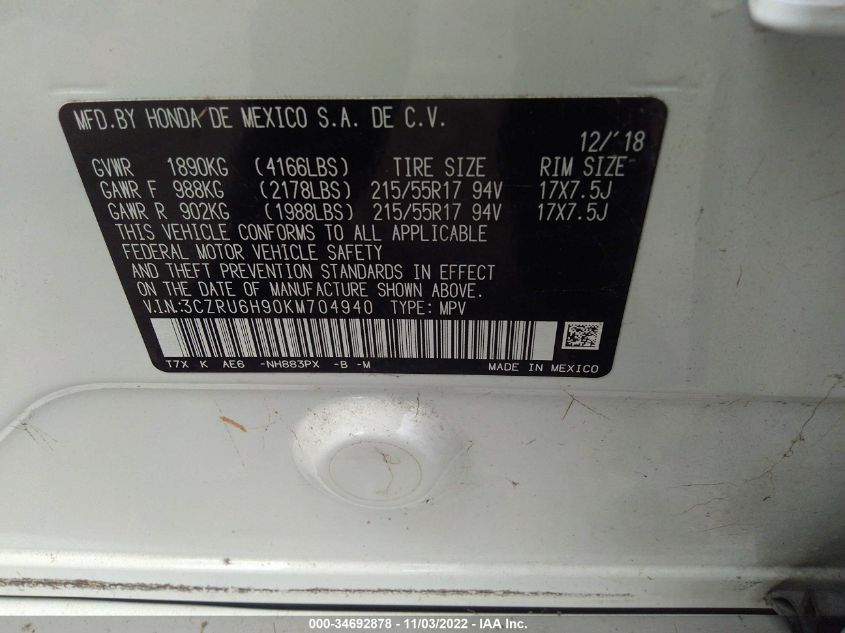 MFD.BY HONDA DE MEXICO S.A. DE C.V.
12/'18
GVWR 1890KG (4166LBS) TIRE SIZE RIM SIZE
GAWR F 988KG (2178LBS) 215/55R17 94V 17X7.5J
GAWR R 902KG (1988LBS) 215/55R17 94V 17X7.5J
THIS VEHICLE CONFORMS TO ALL APPLICABLE
FEDERAL MOTOR VEHICLE SAFETY
AND THEFT PREVENTION STANDARDS IN EFFECT
ON THE DATE OF MANUFACTURE SHOWN ABOVE.
V.I.N:3CZRU6H90KM704940 TYPE: MPV
T7X K AE6 -NH883PX -B -M MADE IN MEXICO
000-34692878 - 11/03/2022 - IAA Inc.